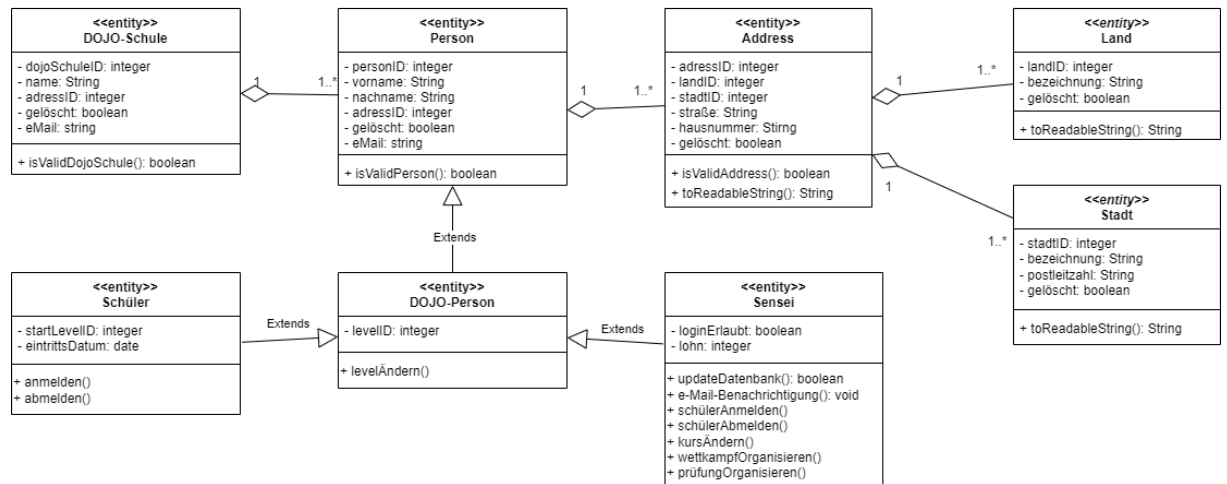 <<entity>>
DOJO-Schule
- dojoSchuleID: integer
- name: String
- adressID: integer
- gelöscht: boolean
- eMail: string
+ isValidDojoSchule(): boolean
1
1..*
<<entity>>
Person
- personID: integer
- vorname: String
- nachname: String
- adressID: integer
- gelöscht: boolean
- eMail: string
+ isValidPerson(): boolean
1
1..*
<<entity>>
Address
- adressID: integer
- landID: integer
- stadtID: integer
- straße: String
- hausnummer: Stirng
- gelöscht: boolean
+ isValidAddress(): boolean
+ toReadableString(): String
1
1..*
<<entity>>
Land
- landID: integer
- bezeichnung: String
- gelöscht: boolean
+ toReadableString(): String
1
1..*
<<entity>>
Stadt
- stadtID: integer
- bezeichnung: String
- postleitzahl: String
- gelöscht: boolean
+ toReadableString(): String
Extends
<<entity>>
Schüler
- startLevelID: integer
- eintrittsDatum: date
+ anmelden()
+ abmelden()
Extends
<<entity>>
DOJO-Person
- levelID: integer
+ levelÄndern()
Extends
<<entity>>
Sensei
- loginErlaubt: boolean
- lohn: integer
+ updateDatenbank(): boolean
+ e-Mail-Benachrichtigung(): void
+ schülerAnmelden()
+ schülerAbmelden()
+ kursÄndern()
+ wettkampfOrganisieren()
+ prüfungOrganisieren()